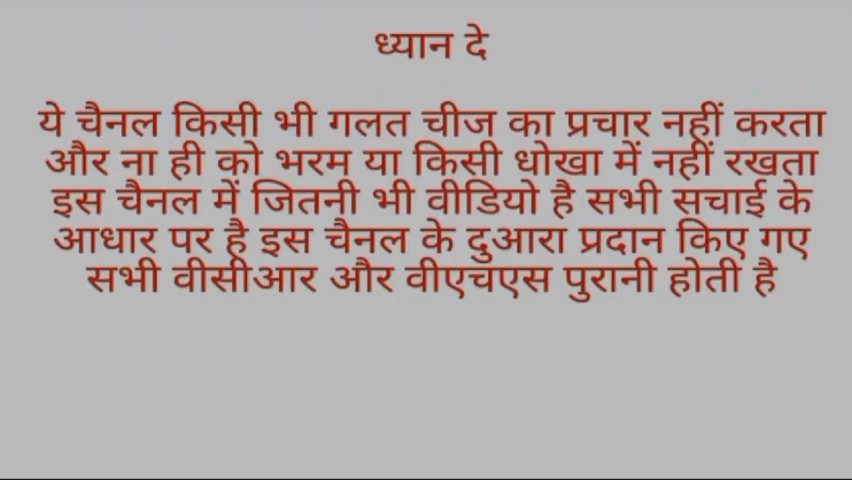 ध्यान दे
ये चैनल किसी भी गलत चीज का प्रचार नहीं करता
और ना ही को भरम या किसी धोखा में नहीं रखता
इस चैनल में जितनी भी वीडियो है सभी सचाई के
आधार पर है इस चैनल के दुआरा प्रदान किए गए
सभी वीसीआर और वीएचएस पुरानी होती है